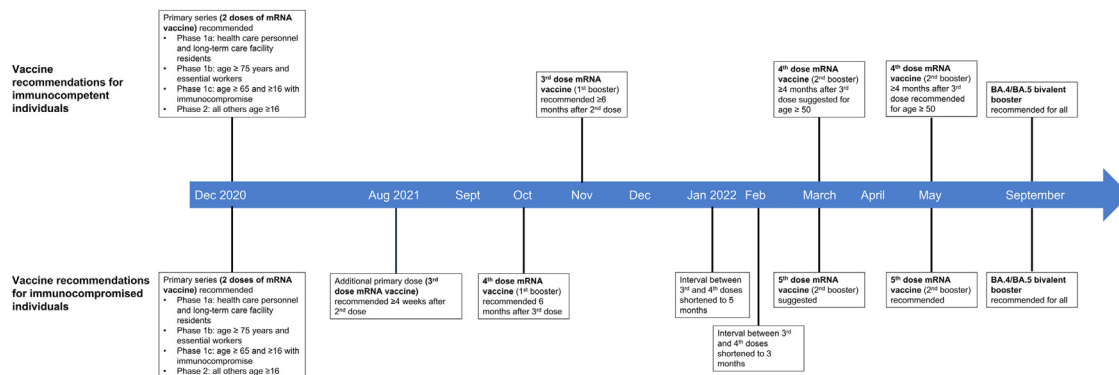 Vaccine
recommendations for
immunocompetent
individuals
Primary series (2 doses of mRNA
vaccine) recommended
• Phase 1a: health care personnel
and long-term care facility
residents
• Phase 1b: age ≥ 75 years and
essential workers
• Phase 1c: age ≥ 65 and ≥16 with
immunocompromise
• Phase 2: all others age ≥16
3rd dose mRNA
vaccine (1st booster)
recommended ≥6
months after 2nd dose
4th dose mRNA
vaccine (2nd booster)
≥4 months after 3rd
dose suggested for
age ≥ 50
4th dose mRNA
vaccine (2nd booster)
≥4 months after 3rd
dose recommended
for age ≥ 50
BA.4/BA.5 bivalent
booster
recommended for all
Dec 2020 Aug 2021 Sept Oct Nov Dec Jan 2022 Feb March April May September
Vaccine recommendations
for immunocompromised
individuals
Primary series (2 doses of mRNA
vaccine) recommended
• Phase 1a: health care personnel
and long-term care facility
residents
• Phase 1b: age ≥ 75 years and
essential workers
• Phase 1c: age ≥ 65 and ≥16 with
immunocompromise
• Phase 2: all others age ≥16
Additional primary dose (3rd
dose mRNA vaccine)
recommended ≥4 weeks after
2nd dose
4th dose mRNA
vaccine (1st booster)
recommended 6
months after 3rd dose
Interval between
3rd and 4th doses
shortened to 5
months
Interval between 3rd
and 4th doses
shortened to 3
months
5th dose mRNA
vaccine (2nd booster)
suggested
5th dose mRNA
vaccine (2nd booster)
recommended
BA.4/BA.5 bivalent
booster
recommended for all